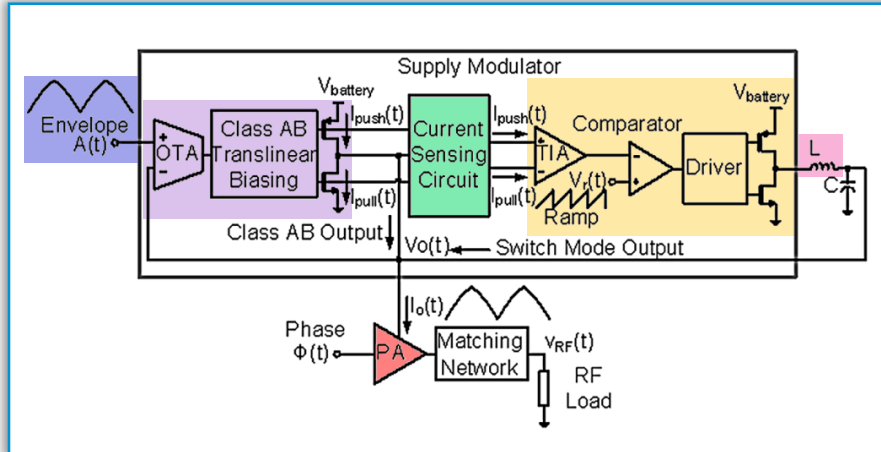 Supply Modulator
Envelope
A(t)
+
-
OTA
Class AB
Translinear
Biasing
Vbattery
Ipush(t)
Ipull(t)
Class AB Output
Current
Sensing
Circuit
Ipush(t)
Ipull(t)
+
-
TIA
Comparator
-
+
Vr(t)
Ramp
Driver
Vbattery
L
C
Vo(t)
Switch Mode Output
Io(t)
Phase
Φ(t)
PA
Matching
Network
vRF(t)
RF
Load